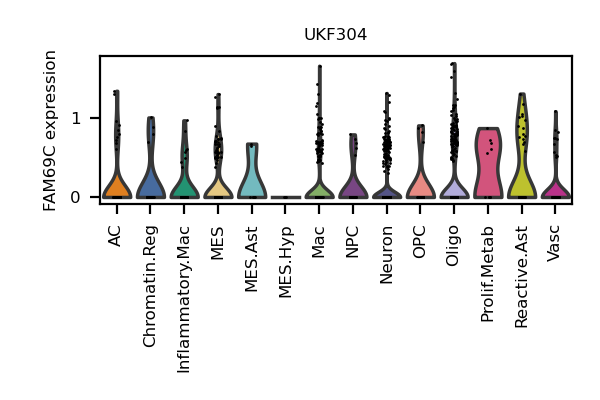 UKF304
FAM69C expression
1
0
AC
Chromatin.Reg
Inflammatory.Mac
MES
MES.Ast
MES.Hyp
Mac
NPC
Neuron
OPC
Oligo
Prolif.Metab
Reactive.Ast
Vasc